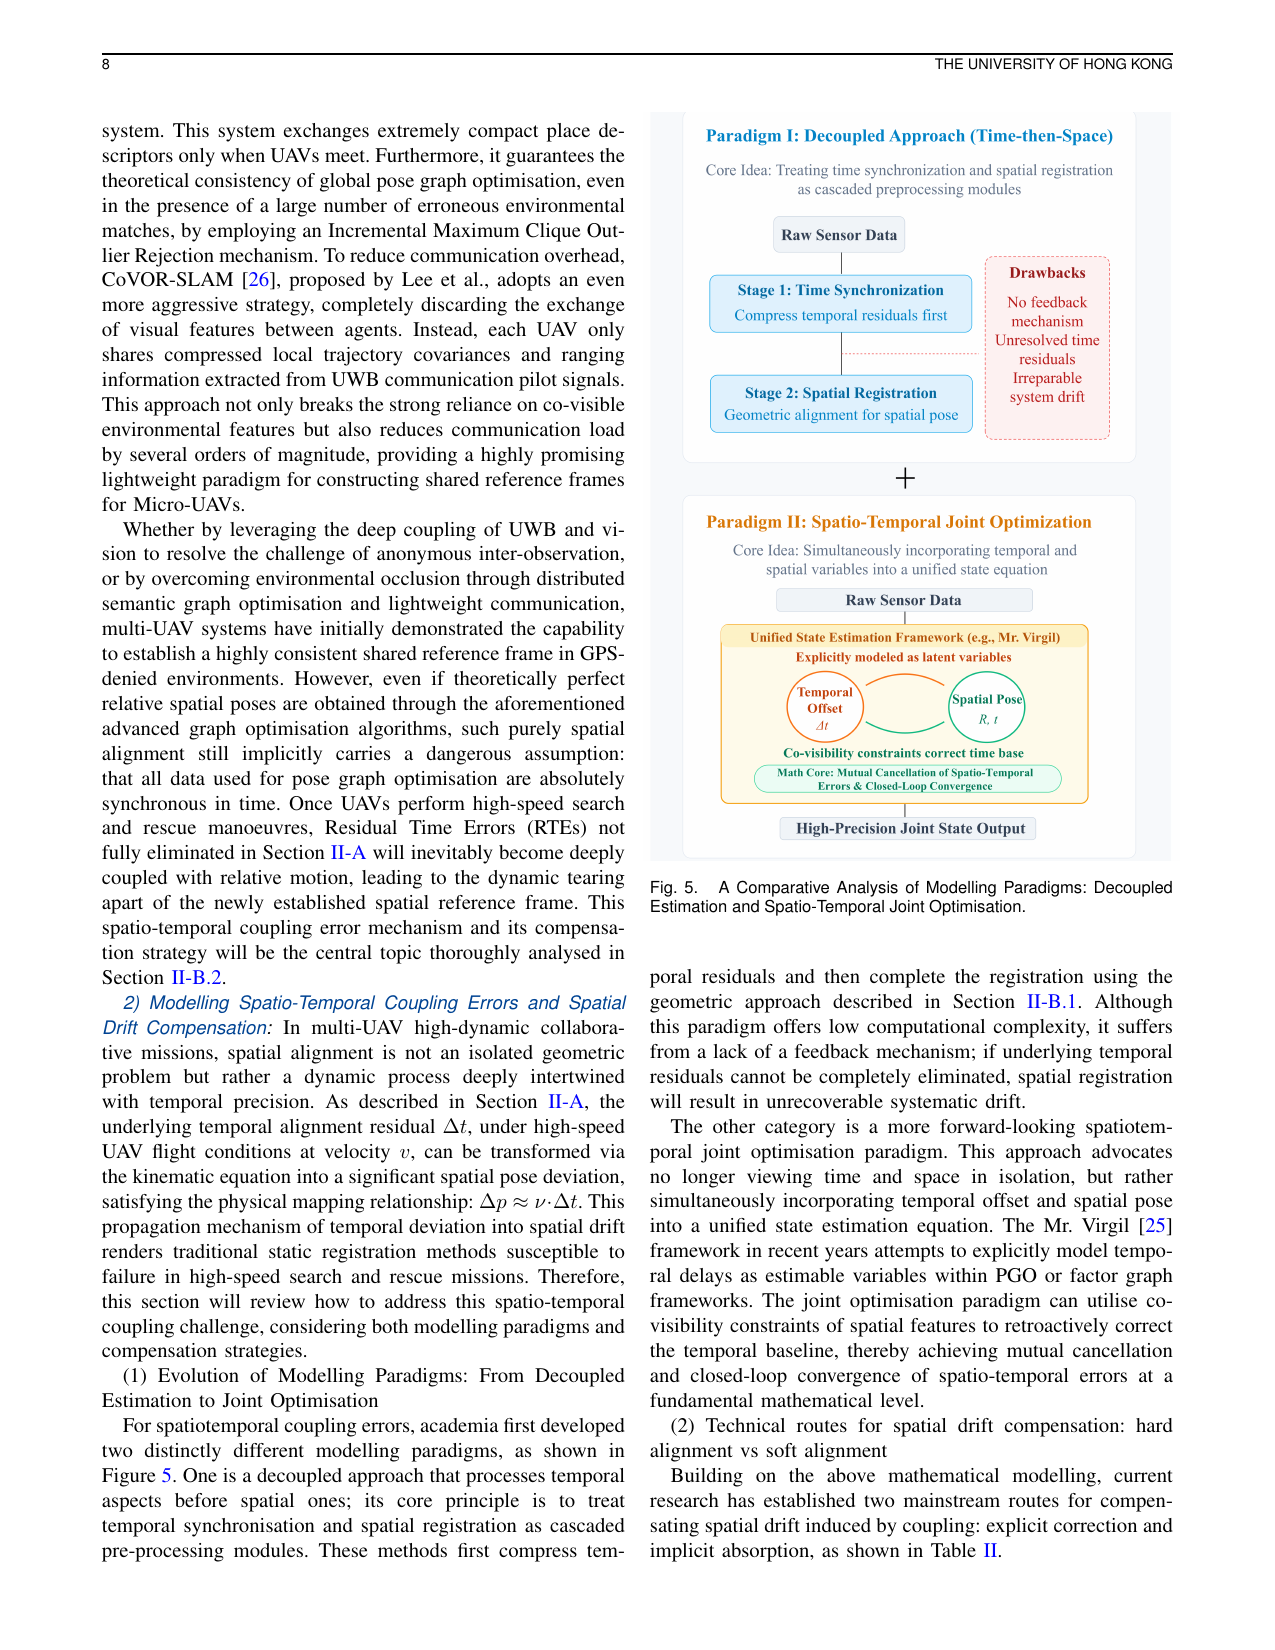 8
THE UNIVERSITY OF HONG KONG
system. This system exchanges extremely compact place de-
scriptors only when UAVs meet. Furthermore, it guarantees the
theoretical consistency of global pose graph optimisation, even
in the presence of a large number of erroneous environmental
matches, by employing an Incremental Maximum Clique Out-
lier Rejection mechanism. To reduce communication overhead,
CoVOR-SLAM [26], proposed by Lee et al., adopts an even
more aggressive strategy, completely discarding the exchange
of visual features between agents. Instead, each UAV only
shares compressed local trajectory covariances and ranging
information extracted from UWB communication pilot signals.
This approach not only breaks the strong reliance on co-visible
environmental features but also reduces communication load
by several orders of magnitude, providing a highly promising
lightweight paradigm for constructing shared reference frames
for Micro-UAVs.
Whether by leveraging the deep coupling of UWB and vi-
sion to resolve the challenge of anonymous inter-observation,
or by overcoming environmental occlusion through distributed
semantic graph optimisation and lightweight communication,
multi-UAV systems have initially demonstrated the capability
to establish a highly consistent shared reference frame in GPS-
denied environments. However, even if theoretically perfect
relative spatial poses are obtained through the aforementioned
advanced graph optimisation algorithms, such purely spatial
alignment still implicitly carries a dangerous assumption:
that all data used for pose graph optimisation are absolutely
synchronous in time. Once UAVs perform high-speed search
and rescue manoeuvres, Residual Time Errors (RTEs) not
fully eliminated in Section II-A will inevitably become deeply
coupled with relative motion, leading to the dynamic tearing
apart of the newly established spatial reference frame. This
spatio-temporal coupling error mechanism and its compensa-
tion strategy will be the central topic thoroughly analysed in
Section II-B.2.
2) Modelling Spatio-Temporal Coupling Errors and Spatial
Drift Compensation: In multi-UAV high-dynamic collabora-
tive missions, spatial alignment is not an isolated geometric
problem but rather a dynamic process deeply intertwined
with temporal precision. As described in Section II-A, the
underlying temporal alignment residual Δt, under high-speed
UAV flight conditions at velocity v, can be transformed via
the kinematic equation into a significant spatial pose deviation,
satisfying the physical mapping relationship: Δp ≈ ν·Δt. This
propagation mechanism of temporal deviation into spatial drift
renders traditional static registration methods susceptible to
failure in high-speed search and rescue missions. Therefore,
this section will review how to address this spatio-temporal
coupling challenge, considering both modelling paradigms and
compensation strategies.
(1) Evolution of Modelling Paradigms: From Decoupled
Estimation to Joint Optimisation
For spatiotemporal coupling errors, academia first developed
two distinctly different modelling paradigms, as shown in
Figure 5. One is a decoupled approach that processes temporal
aspects before spatial ones; its core principle is to treat
temporal synchronisation and spatial registration as cascaded
pre-processing modules. These methods first compress tem-
Paradigm I: Decoupled Approach (Time-then-Space)
Core Idea: Treating time synchronization and spatial registration
as cascaded preprocessing modules
Raw Sensor Data
Stage 1: Time Synchronization
Compress temporal residuals first
Stage 2: Spatial Registration
Geometric alignment for spatial pose
Drawbacks
No feedback
mechanism
Unresolved time
residuals
Irreparable
system drift
+
Paradigm II: Spatio-Temporal Joint Optimization
Core Idea: Simultaneously incorporating temporal and
spatial variables into a unified state equation
Raw Sensor Data
Unified State Estimation Framework (e.g., Mr. Virgil)
Explicitly modeled as latent variables
Temporal
Offset
Δt
Spatial Pose
R, t
Co-visibility constraints correct time base
Math Core: Mutual Cancellation of Spatio-Temporal
Errors & Closed-Loop Convergence
High-Precision Joint State Output
Fig. 5. A Comparative Analysis of Modelling Paradigms: Decoupled
Estimation and Spatio-Temporal Joint Optimisation.
poral residuals and then complete the registration using the
geometric approach described in Section II-B.1. Although
this paradigm offers low computational complexity, it suffers
from a lack of a feedback mechanism; if underlying temporal
residuals cannot be completely eliminated, spatial registration
will result in unrecoverable systematic drift.
The other category is a more forward-looking spatiotem-
poral joint optimisation paradigm. This approach advocates
no longer viewing time and space in isolation, but rather
simultaneously incorporating temporal offset and spatial pose
into a unified state estimation equation. The Mr. Virgil [25]
framework in recent years attempts to explicitly model tempo-
ral delays as estimable variables within PGO or factor graph
frameworks. The joint optimisation paradigm can utilise co-
visibility constraints of spatial features to retroactively correct
the temporal baseline, thereby achieving mutual cancellation
and closed-loop convergence of spatio-temporal errors at a
fundamental mathematical level.
(2) Technical routes for spatial drift compensation: hard
alignment vs soft alignment
Building on the above mathematical modelling, current
research has established two mainstream routes for compen-
sating spatial drift induced by coupling: explicit correction and
implicit absorption, as shown in Table II.